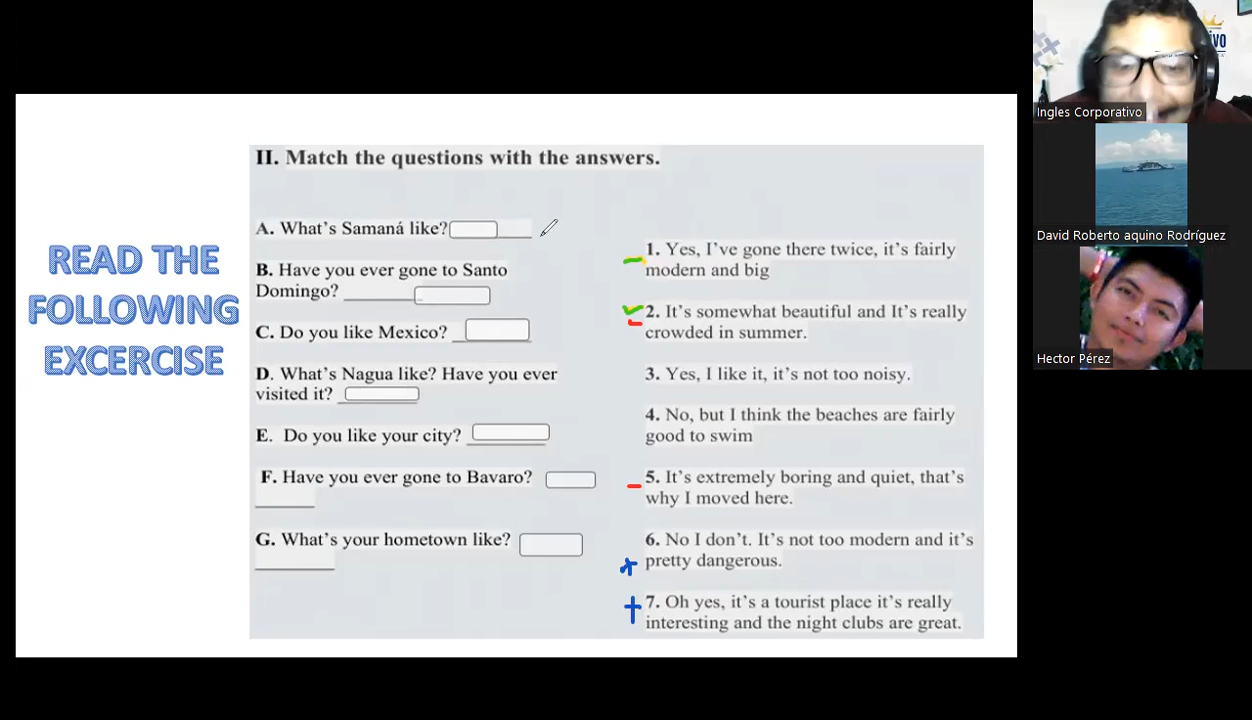 II. Match the questions with the answers.
READ THE
FOLLOWING
EXCERCISE
A. What's Samaná like?
B. Have you ever gone to Santo
Domingo?
C. Do you like Mexico?
D. What's Nagua like? Have you ever
visited it?
E. Do you like your city?
F. Have you ever gone to Bavaro?
G. What's your hometown like?
1. Yes, I've gone there twice, it's fairly
modern and big
2. It's somewhat beautiful and It's really
crowded in summer.
3. Yes, I like it, it's not too noisy.
4. No, but I think the beaches are fairly
good to swim
5. It's extremely boring and quiet, that's
why I moved here.
6. No I don't. It's not too modern and it's
pretty dangerous.
7. Oh yes, it's a tourist place it's really
interesting and the night clubs are great.
Ingles Corporativo
David Roberto aquino Rodríguez
Hector Pérez